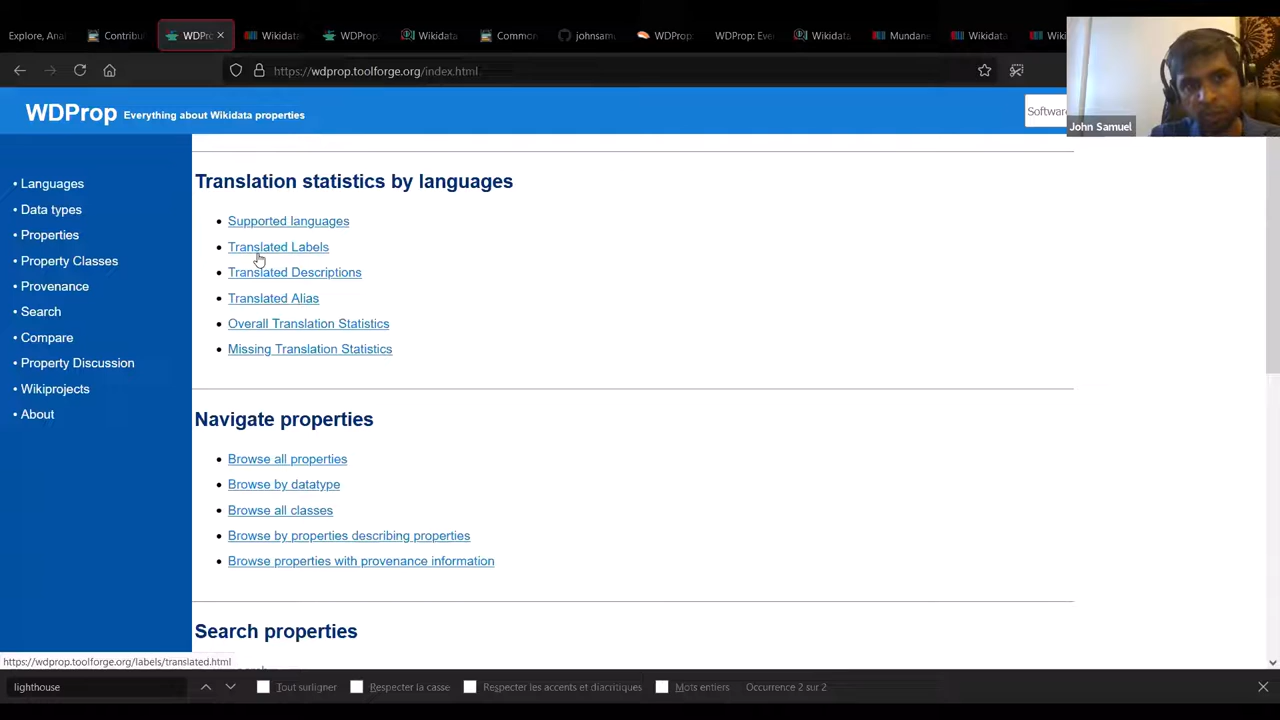 Explore, Anal
Contribu
WDPro
Wikidata
WDProp:
Wikidata
Common
johnsamu
WDProp:
WDProp: Eve
Wikidata
Mundane
Wikidata
Wiki
https://wdprop.toolforge.org/index.html
WDProp Everything about Wikidata properties
Software
John Samuel
• Languages
• Data types
• Properties
• Property Classes
• Provenance
• Search
• Compare
• Property Discussion
• Wikiprojects
• About
Translation statistics by languages
• Supported languages
• Translated Labels
• Translated Descriptions
• Translated Alias
• Overall Translation Statistics
• Missing Translation Statistics
Navigate properties
• Browse all properties
• Browse by datatype
• Browse all classes
• Browse by properties describing properties
• Browse properties with provenance information
Search properties
https://wdprop.toolforge.org/labels/translated.html
lighthouse
Tout surligner
Respecter la casse
Respecter les accents et diacritiques
Mots entiers
Occurrence 2 sur 2